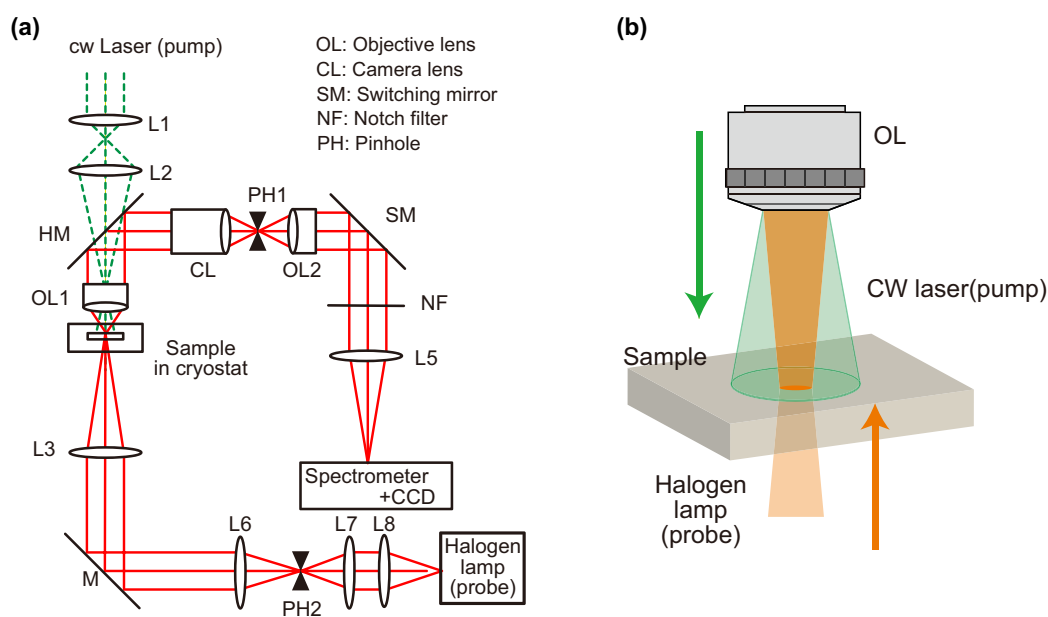 (a)
cw Laser (pump)
OL: Objective lens
CL: Camera lens
SM: Switching mirror
NF: Notch filter
PH: Pinhole
L1
L2
PH1
SM
HM
CL
OL2
OL1
NF
Sample
in cryostat
L5
L3
Spectrometer
+CCD
L6
L7
L8
Halogen
lamp
(probe)
M
PH2
(b)
OL
CW laser(pump)
Sample
Halogen
lamp
(probe)